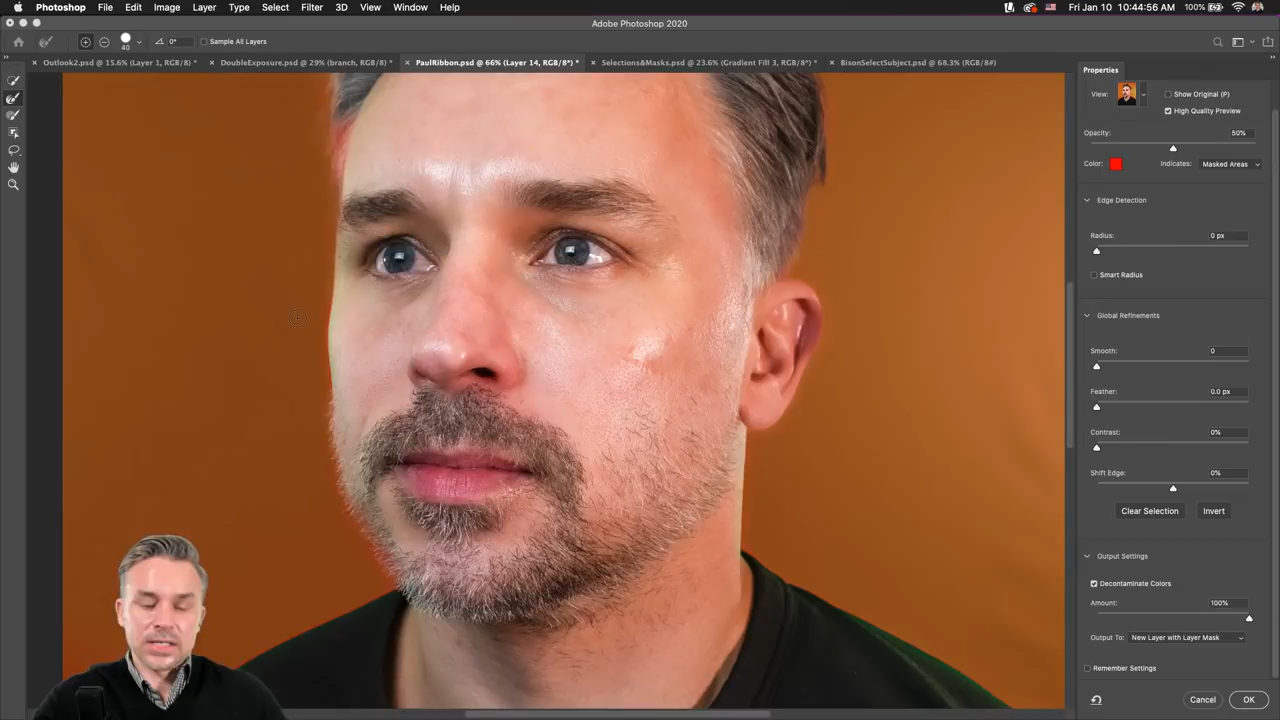 Photoshop File Edit Image Layer Type Select Filter 3D View Window Help 100% Fri Jan 10 10:44:56 AM
Adobe Photoshop 2020
40 0° Sample All Layers
Outlook2.psd @ 15.6% (Layer 1, RGB/8) * DoubleExposure.psd @ 29% (branch, RGB/8) * PaulRibbon.psd @ 66% (Layer 14, RGB/8*) * Selections&Masks.psd @ 23.6% (Gradient Fill 3, RGB/8*) * BisonSelectSubject.psd @ 68.3% (RGB/8#)
Properties
View: Show Original (P)
High Quality Preview
Opacity: 50%
Color: Indicates: Masked Areas
Edge Detection
Radius: 0 px
Smart Radius
Global Refinements
Smooth: 0
Feather: 0.0 px
Contrast: 0%
Shift Edge: 0%
Clear Selection Invert
Output Settings
Decontaminate Colors
Amount: 100%
Output To: New Layer with Layer Mask
Remember Settings
Cancel OK